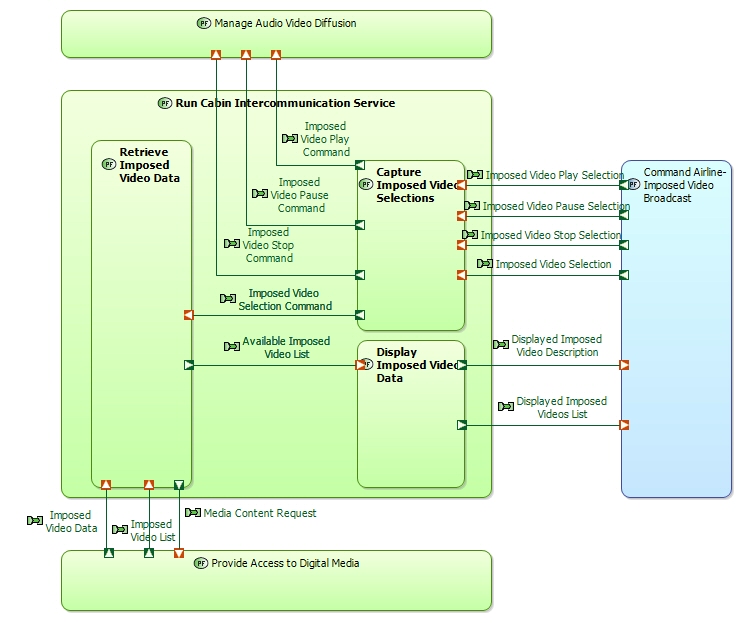 PF Manage Audio Video Diffusion
PF Run Cabin Intercommunication Service
Retrieve
PF Imposed
Video Data
Imposed
Video Play
Command
Imposed
Video Pause
Command
Imposed
Video Stop
Command
Capture
PF Imposed Video
Selections
Imposed Video Play Selection
Imposed Video Pause Selection
Imposed Video Stop Selection
Imposed Video Selection
Command Airline-
PF Imposed Video
Broadcast
Imposed Video
Selection Command
Available Imposed
Video List
Display
PF Imposed Video
Data
Displayed Imposed
Video Description
Displayed Imposed
Videos List
Imposed
Video Data
Imposed
Video List
Media Content Request
PF Provide Access to Digital Media